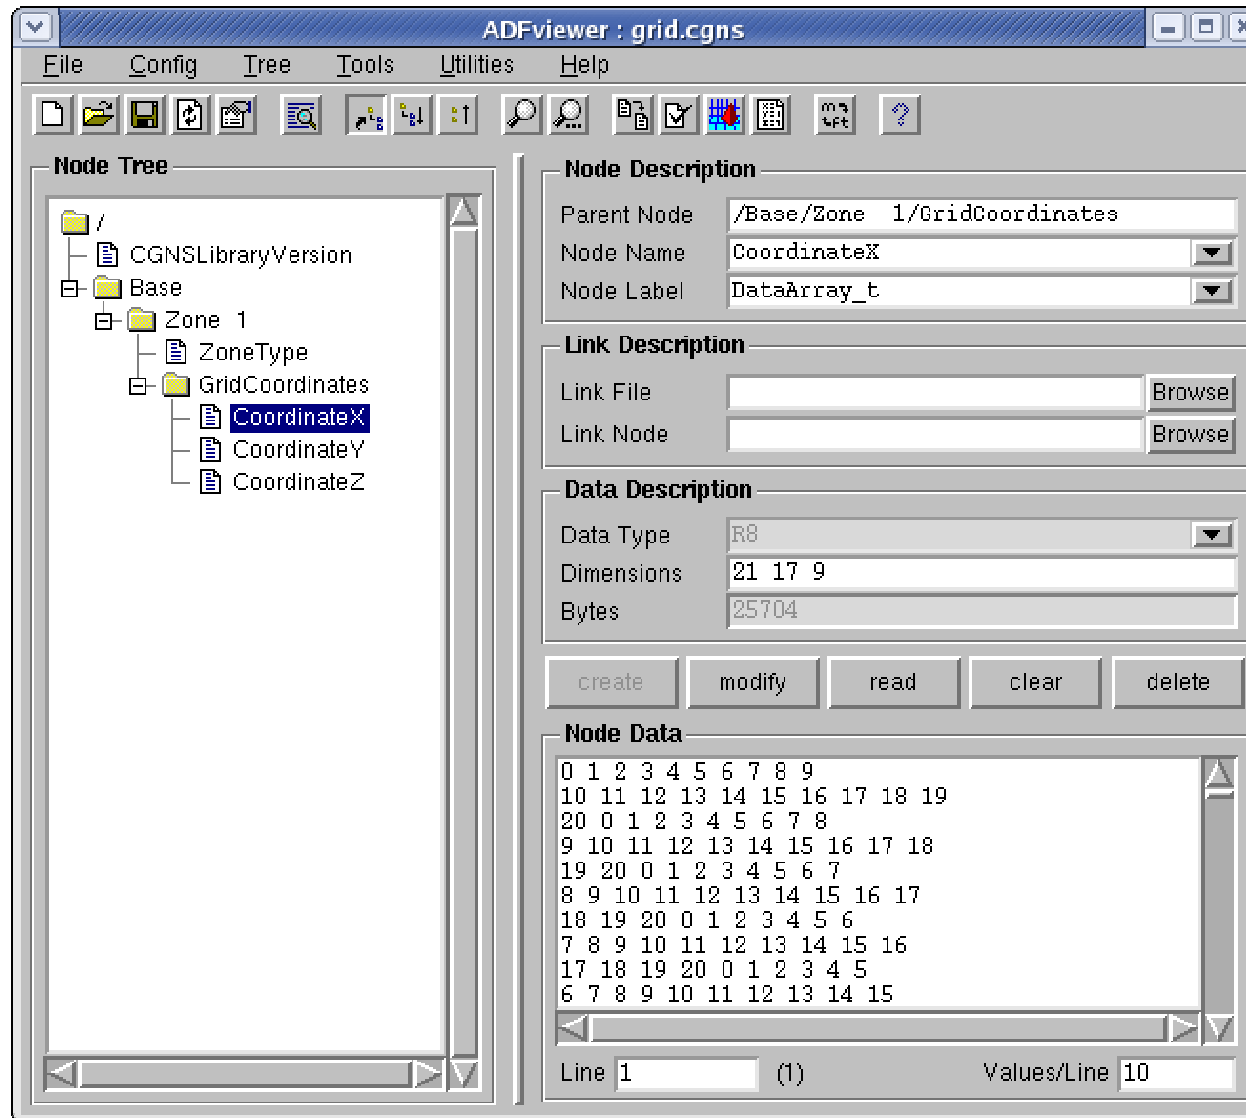 ADFviewer : grid.cgns
File Config Tree Tools Utilities Help
Node Tree
/
CGNSLibraryVersion
Base
Zone 1
ZoneType
GridCoordinates
CoordinateX
CoordinateY
CoordinateZ
Node Description
Parent Node /Base/Zone  1/GridCoordinates
Node Name CoordinateX
Node Label DataArray_t
Link Description
Link File Browse
Link Node Browse
Data Description
Data Type R8
Dimensions 21 17 9
Bytes 25704
create modify read clear delete
Node Data
0 1 2 3 4 5 6 7 8 9
10 11 12 13 14 15 16 17 18 19
20 0 1 2 3 4 5 6 7 8
9 10 11 12 13 14 15 16 17 18
19 20 0 1 2 3 4 5 6 7
8 9 10 11 12 13 14 15 16 17
18 19 20 0 1 2 3 4 5 6
7 8 9 10 11 12 13 14 15 16
17 18 19 20 0 1 2 3 4 5
6 7 8 9 10 11 12 13 14 15
Line 1 (1) Values/Line 10